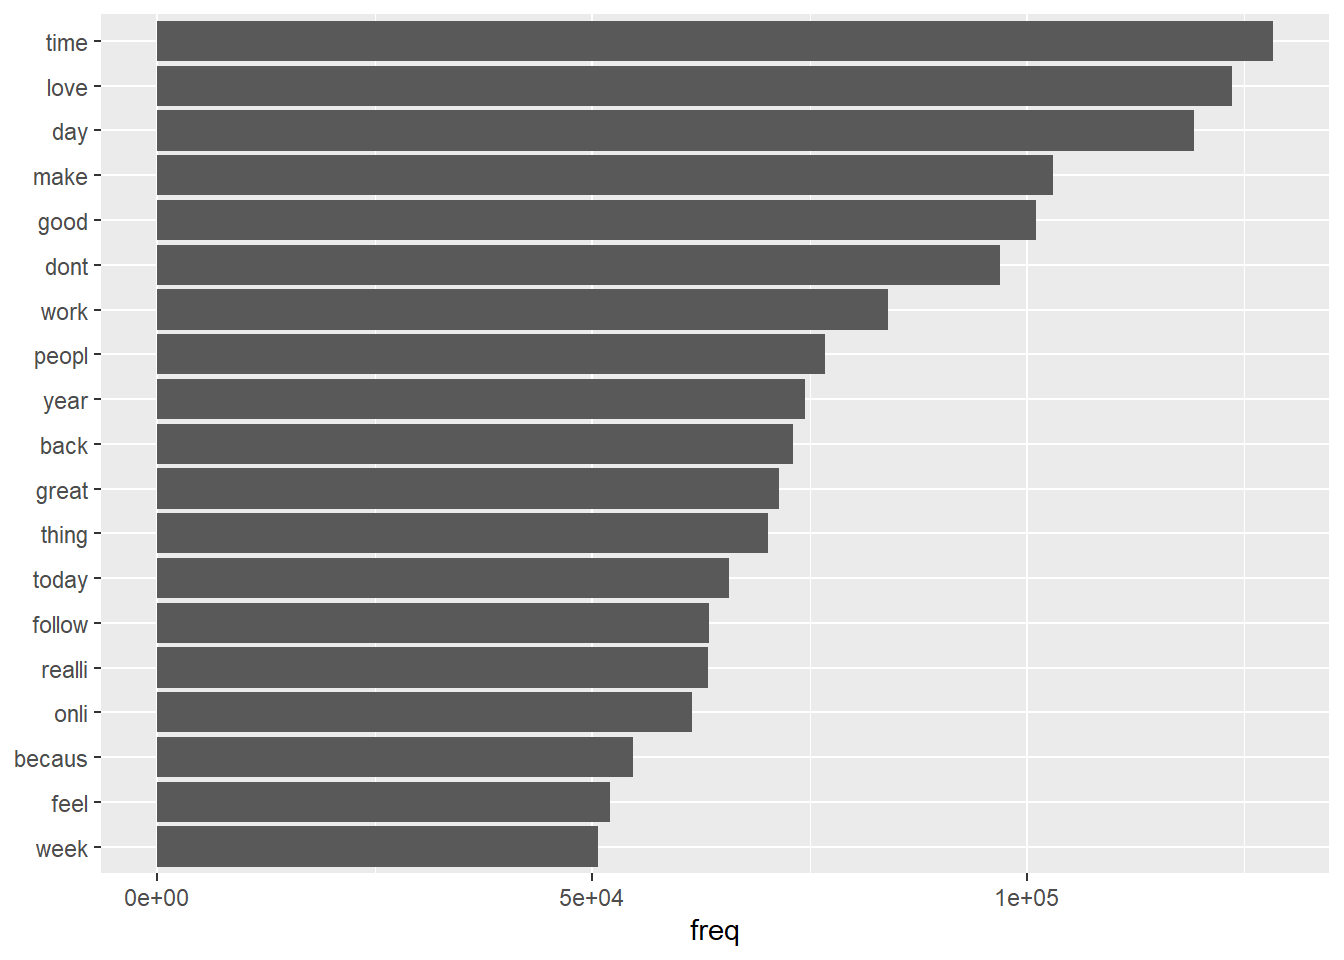 time
love
day
make
good
dont
work
peopl
year
back
great
thing
today
follow
realli
onli
becaus
feel
week
0e+00 5e+04 1e+05
freq